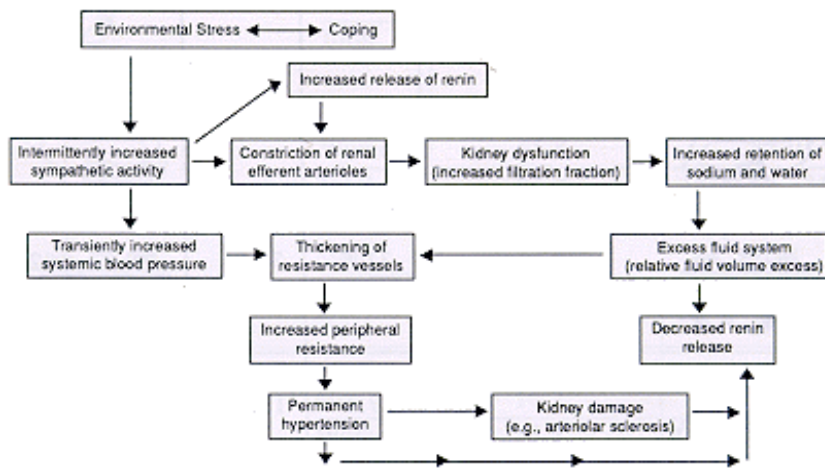 Environmental Stress Coping
Increased release of renin
Intermittently increased
sympathetic activity
Constriction of renal
efferent arterioles
Kidney dysfunction
(increased filtration fraction)
Increased retention of
sodium and water
Transiently increased
systemic blood pressure
Thickening of
resistance vessels
Excess fluid system
(relative fluid volume excess)
Increased peripheral
resistance
Decreased renin
release
Permanent
hypertension
Kidney damage
(e.g., arteriolar sclerosis)